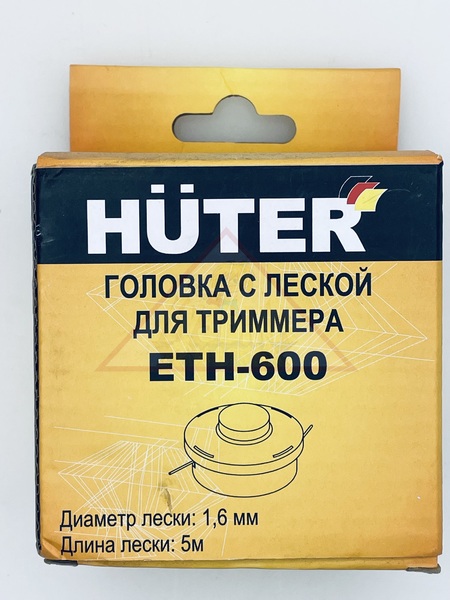 HÜTER
ГОЛОВКА С ЛЕСКОЙ
ДЛЯ ТРИММЕРА
ETH-600
Диаметр лески: 1,6 мм
Длина лески: 5м